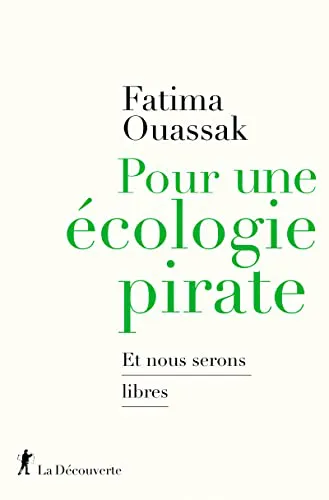 Fatima
Ouassak
Pour une
écologie
pirate
Et nous serons
libres
La Découverte